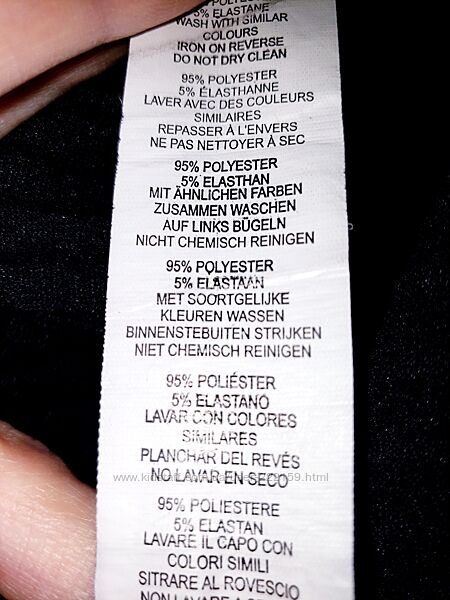 5% ELASTANE
WASH WITH SIMILAR
COLOURS
IRON ON REVERSE
DO NOT DRY CLEAN
95% POLYESTER
5% ÉLASTHANNE
LAVER AVEC DES COULEURS
SIMILAIRES
REPASSER À L'ENVERS
NE PAS NETTOYER À SEC
95% POLYESTER
5% ELASTHAN
MIT ÄHNLICHEN FARBEN
ZUSAMMEN WASCHEN
AUF LINKS BÜGELN
NICHT CHEMISCH REINIGEN
95% POLYESTER
5% ELASTAAN
MET SOORTGELIJKE
KLEUREN WASSEN
BINNENSTEBUITEN STRIJKEN
NIET CHEMISCH REINIGEN
95% POLIÉSTER
5% ELASTANO
LAVAR CON COLORES
SIMILARES
PLANCHAR DEL REVÉS
NO LAVAR EN SECO
95% POLIESTERE
5% ELASTAN
LAVARE IL CAPO CON
COLORI SIMILI
SITRARE AL ROVESCIO